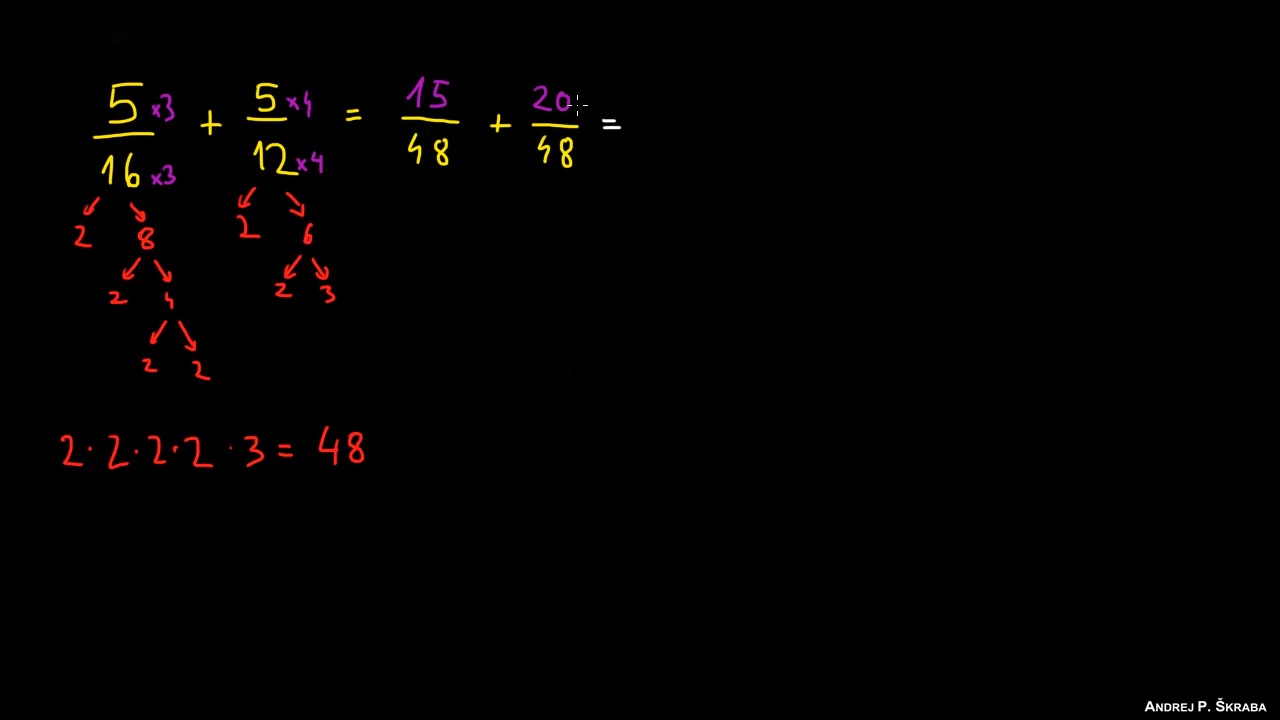 5 ×3 + 5 ×4 = 15 + 20 =
16 ×3 12 ×4 48 48
2 8 2 6
2 4 2 3
2 2
2 · 2 · 2 · 2 · 3 = 48
ANDREJ P. ŠKRABA